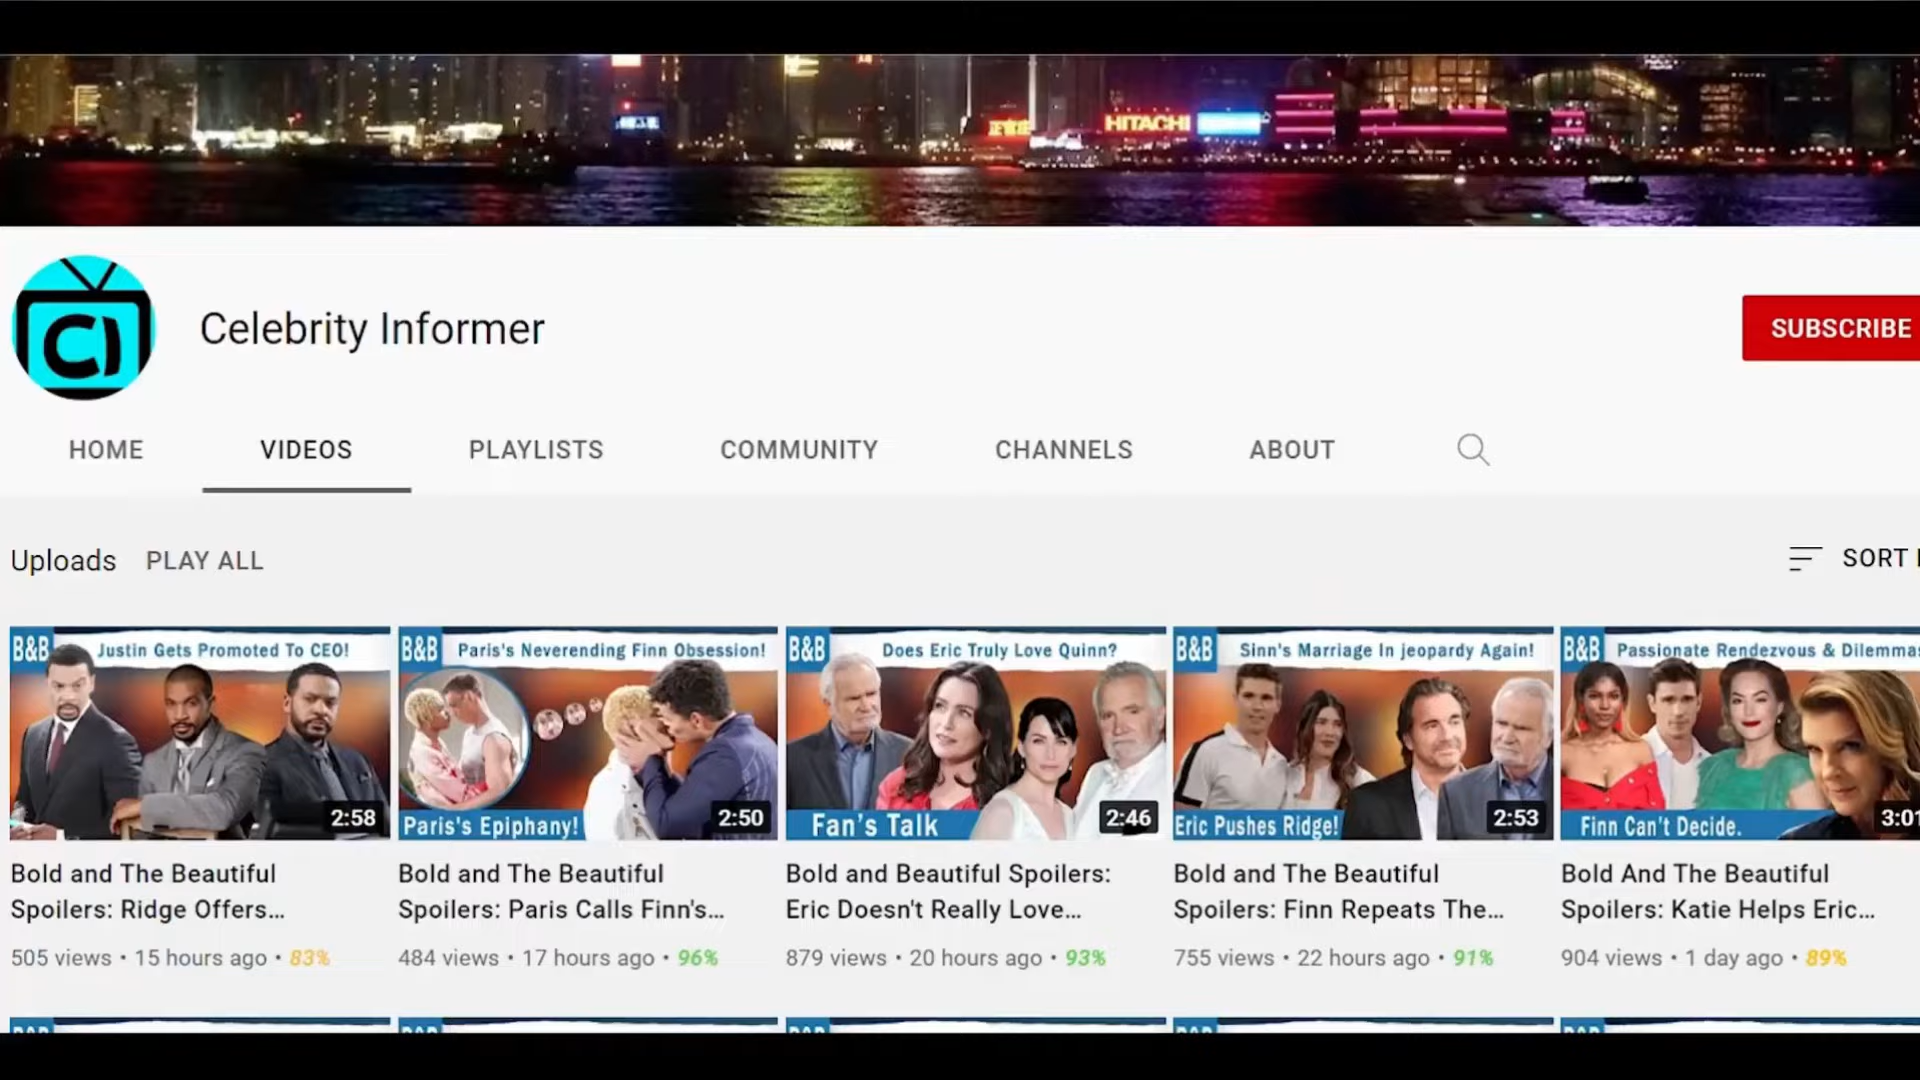 HITACHI
CI
Celebrity Informer
SUBSCRIBE
HOME
VIDEOS
PLAYLISTS
COMMUNITY
CHANNELS
ABOUT
Uploads
PLAY ALL
SORT
B&B
Justin Gets Promoted To CEO!
2:58
B&B
Paris's Neverending Finn Obsession!
Paris's Epiphany!
2:50
B&B
Does Eric Truly Love Quinn?
Fan's Talk
2:46
B&B
Sinn's Marriage In jeopardy Again!
Eric Pushes Ridge!
2:53
B&B
Passionate Rendezvous & Dilemmas
Finn Can't Decide.
3:01
Bold and The Beautiful
Spoilers: Ridge Offers...
505 views • 15 hours ago • 83%
Bold and The Beautiful
Spoilers: Paris Calls Finn's...
484 views • 17 hours ago • 96%
Bold and Beautiful Spoilers:
Eric Doesn't Really Love...
879 views • 20 hours ago • 93%
Bold and The Beautiful
Spoilers: Finn Repeats The...
755 views • 22 hours ago • 91%
Bold And The Beautiful
Spoilers: Katie Helps Eric...
904 views • 1 day ago • 89%